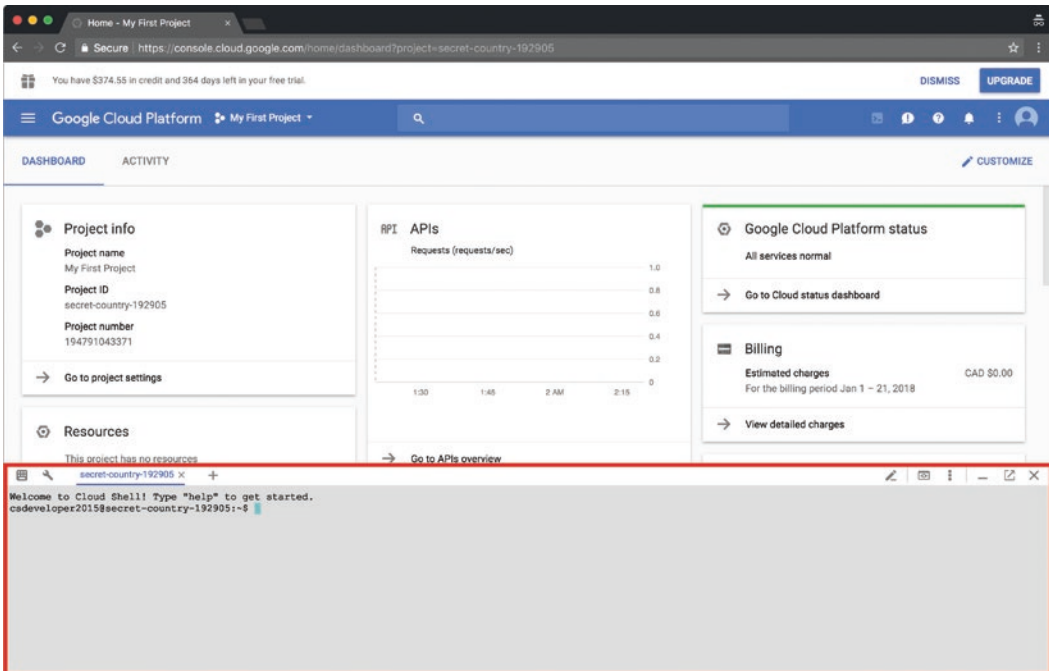 Home - My First Project
Secure https://console.cloud.google.com/home/dashboard?project=secret-country-192905
You have $374.55 in credit and 364 days left in your free trial.
DISMISS
UPGRADE
Google Cloud Platform
My First Project
DASHBOARD
ACTIVITY
CUSTOMIZE
Project info
Project name
My First Project
Project ID
secret-country-192905
Project number
194791043371
Go to project settings
Resources
This project has no resources
API APIs
Requests (requests/sec)
1.0
0.8
0.6
0.4
0.2
0
1:30
1:45
2 AM
2:15
Go to APIs overview
Google Cloud Platform status
All services normal
Go to Cloud status dashboard
Billing
Estimated charges
CAD $0.00
For the billing period Jan 1 – 21, 2018
View detailed charges
secret-country-192905
Welcome to Cloud Shell! Type "help" to get started.
csdeveloper2015@secret-country-192905:~$